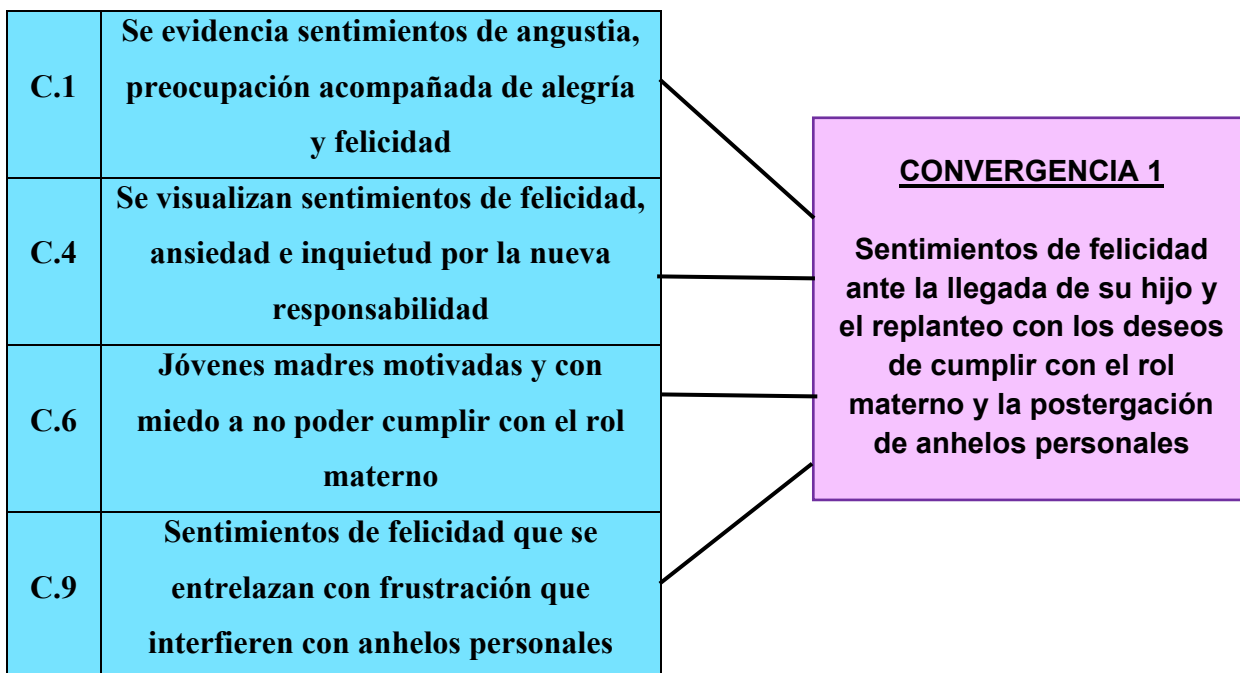 C.1
Se evidencia sentimientos de angustia,
preocupación acompañada de alegría
y felicidad
C.4
Se visualizan sentimientos de felicidad,
ansiedad e inquietud por la nueva
responsabilidad
C.6
Jóvenes madres motivadas y con
miedo a no poder cumplir con el rol
materno
C.9
Sentimientos de felicidad que se
entrelazan con frustración que
interfieren con anhelos personales
CONVERGENCIA 1
Sentimientos de felicidad
ante la llegada de su hijo y
el replanteo con los deseos
de cumplir con el rol
materno y la postergación
de anhelos personales